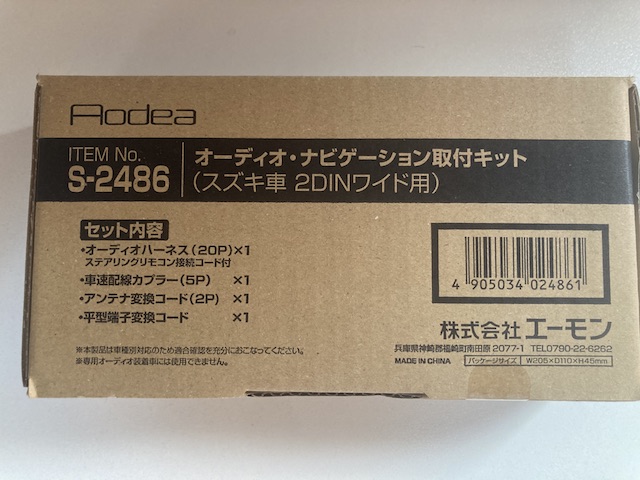 Aodea
ITEM No.
S-2486
オーディオ・ナビゲーション取付キット
(スズキ車 2DINワイド用)
セット内容
・オーディオハーネス(20P)×1
ステアリングリモコン接続コード付
・車速配線カプラー(5P) ×1
・アンテナ変換コード(2P) ×1
・平型端子変換コード ×1
※本製品は車種別対応のため適合確認を充分におこなってください。
※専用オーディオ装着車には使用できません。
4 905034 024861
株式会社 エーモン
兵庫県神崎郡福崎町南田原2077-1 TEL0790-22-6262
MADE IN CHINA パッケージサイズ W205×D110×H45mm